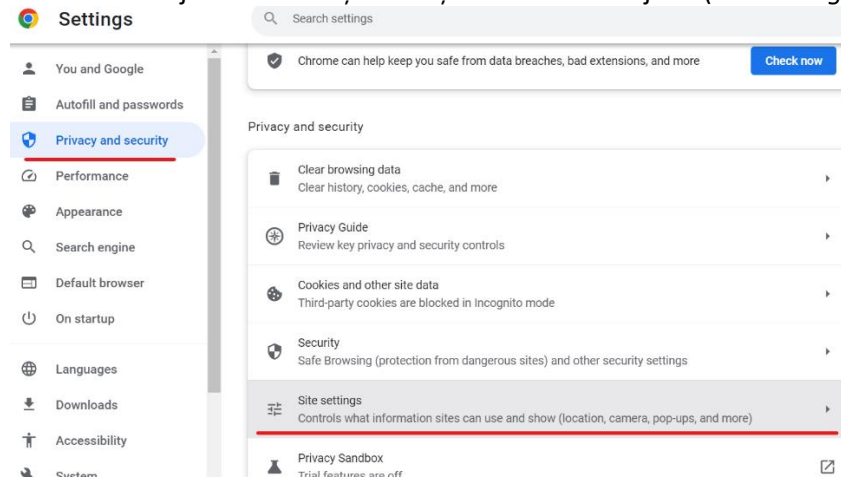 Settings
Search settings
You and Google
Autofill and passwords
Privacy and security
Performance
Appearance
Search engine
Default browser
On startup
Languages
Downloads
Accessibility
System
Chrome can help keep you safe from data breaches, bad extensions, and more
Check now
Privacy and security
Clear browsing data
Clear history, cookies, cache, and more
Privacy Guide
Review key privacy and security controls
Cookies and other site data
Third-party cookies are blocked in Incognito mode
Security
Safe Browsing (protection from dangerous sites) and other security settings
Site settings
Controls what information sites can use and show (location, camera, pop-ups, and more)
Privacy Sandbox
Trial features are off